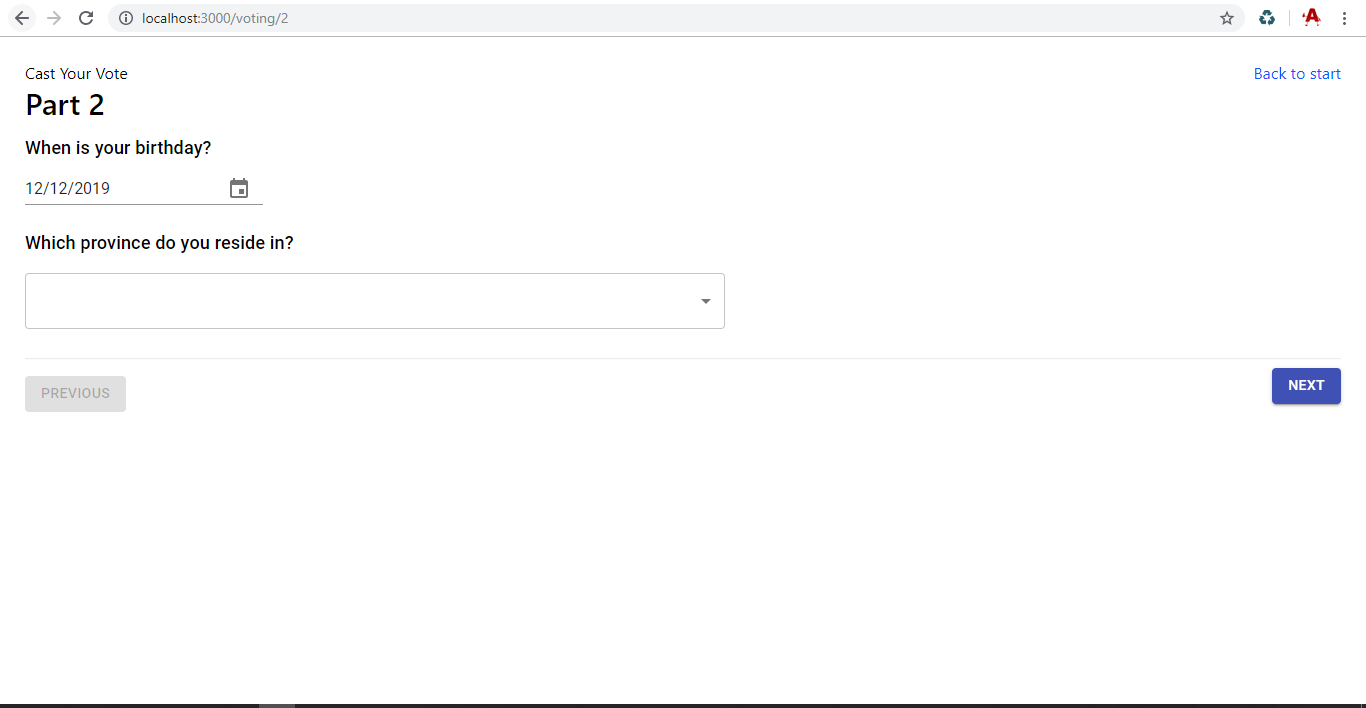 localhost:3000/voting/2
Cast Your Vote
Back to start
Part 2
When is your birthday?
12/12/2019
Which province do you reside in?
PREVIOUS
NEXT